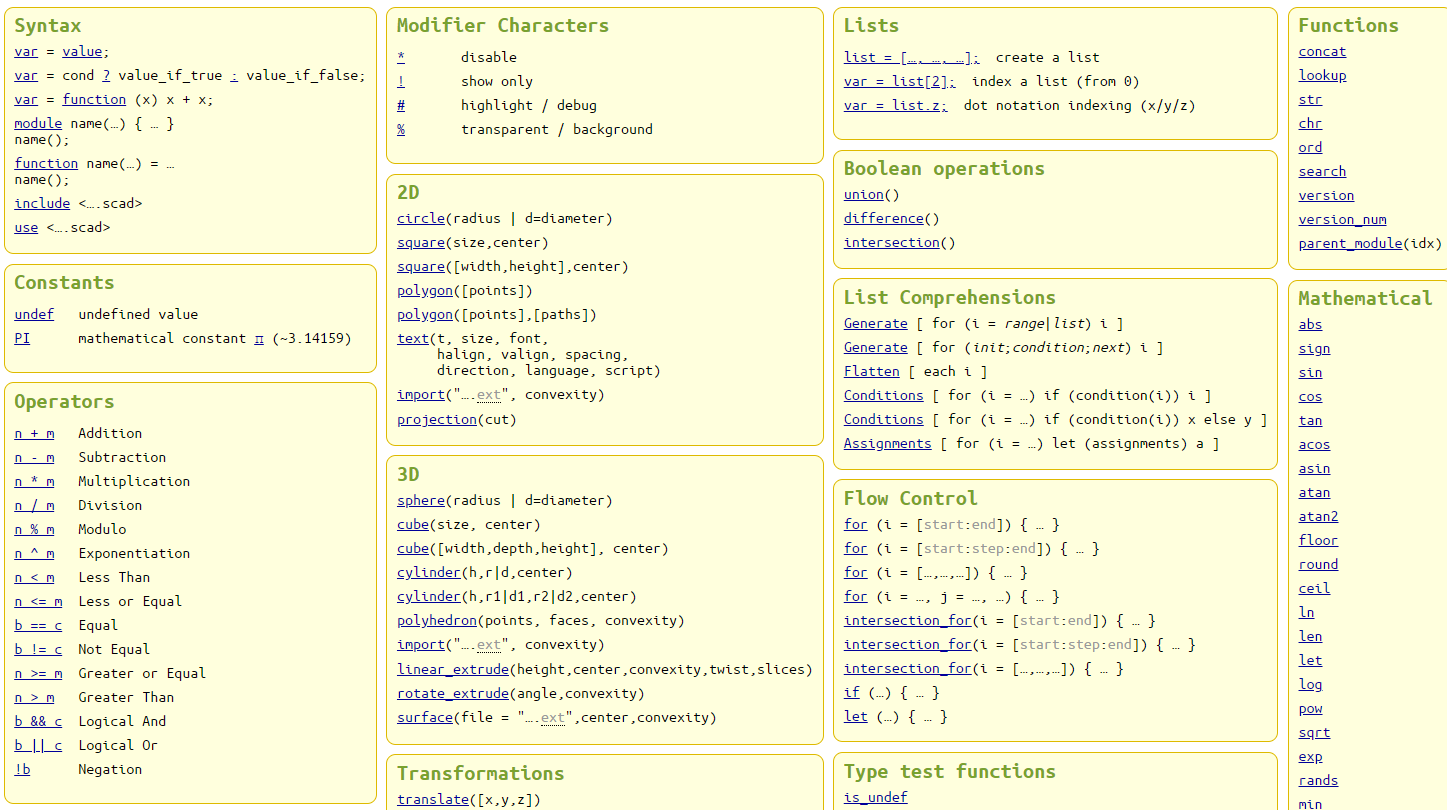 Syntax
var = value;
var = cond ? value_if_true : value_if_false;
var = function (x) x + x;
module name(…) { … }
name();
function name(…) = …
name();
include <….scad>
use <….scad>
Constants
undef undefined value
PI mathematical constant π (~3.14159)
Operators
n + m Addition
n - m Subtraction
n * m Multiplication
n / m Division
n % m Modulo
n ^ m Exponentiation
n < m Less Than
n <= m Less or Equal
b == c Equal
b != c Not Equal
n >= m Greater or Equal
n > m Greater Than
b && c Logical And
b || c Logical Or
!b Negation
Modifier Characters
* disable
! show only
# highlight / debug
% transparent / background
2D
circle(radius | d=diameter)
square(size,center)
square([width,height],center)
polygon([points])
polygon([points],[paths])
text(t, size, font,
halign, valign, spacing,
direction, language, script)
import("….ext", convexity)
projection(cut)
3D
sphere(radius | d=diameter)
cube(size, center)
cube([width,depth,height], center)
cylinder(h,r|d,center)
cylinder(h,r1|d1,r2|d2,center)
polyhedron(points, faces, convexity)
import("….ext", convexity)
linear_extrude(height,center,convexity,twist,slices)
rotate_extrude(angle,convexity)
surface(file = "….ext",center,convexity)
Transformations
translate([x,y,z])
Lists
list = […, …, …]; create a list
var = list[2]; index a list (from 0)
var = list.z; dot notation indexing (x/y/z)
Boolean operations
union()
difference()
intersection()
List Comprehensions
Generate [ for (i = range|list) i ]
Generate [ for (init;condition;next) i ]
Flatten [ each i ]
Conditions [ for (i = …) if (condition(i)) i ]
Conditions [ for (i = …) if (condition(i)) x else y ]
Assignments [ for (i = …) let (assignments) a ]
Flow Control
for (i = [start:end]) { … }
for (i = [start:step:end]) { … }
for (i = […,…,…]) { … }
for (i = …, j = …, …) { … }
intersection_for(i = [start:end]) { … }
intersection_for(i = [start:step:end]) { … }
intersection_for(i = […,…,…]) { … }
if (…) { … }
let (…) { … }
Type test functions
is_undef
Functions
concat
lookup
str
chr
ord
search
version
version_num
parent_module(idx)
Mathematical
abs
sign
sin
cos
tan
acos
asin
atan
atan2
floor
round
ceil
ln
len
let
log
pow
sqrt
exp
rands
min